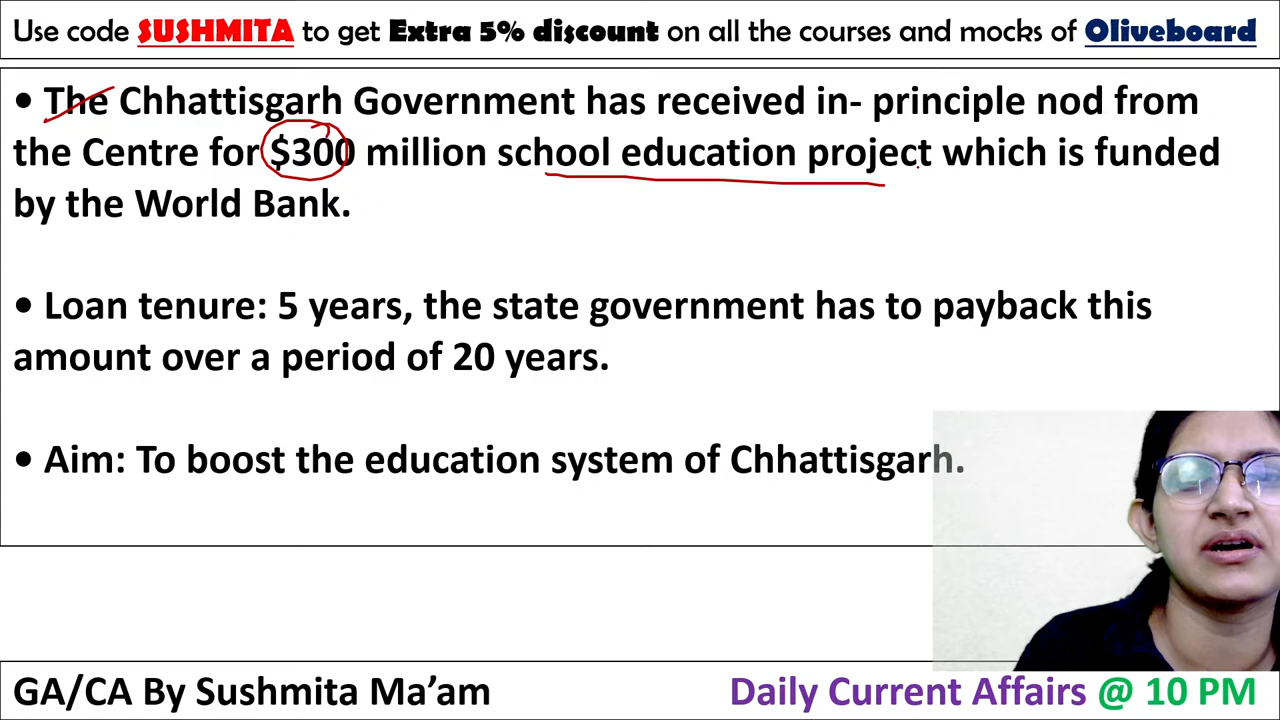 Use code SUSHMITA to get Extra 5% discount on all the courses and mocks of Oliveboard
• The Chhattisgarh Government has received in- principle nod from
the Centre for $300 million school education project which is funded
by the World Bank.
• Loan tenure: 5 years, the state government has to payback this
amount over a period of 20 years.
• Aim: To boost the education system of Chhattisgarh.
GA/CA By Sushmita Ma’am
Daily Current Affairs @ 10 PM